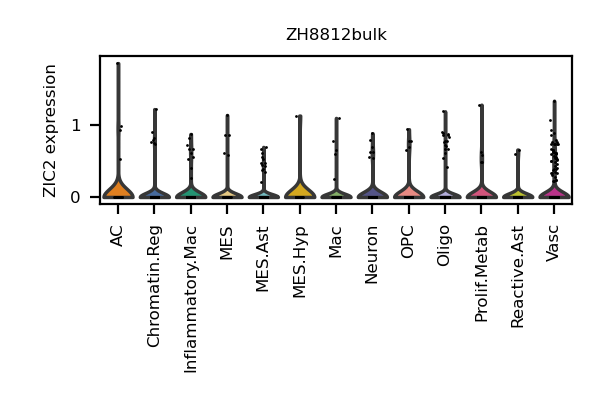 ZH8812bulk
ZIC2 expression
1
0
AC
Chromatin.Reg
Inflammatory.Mac
MES
MES.Ast
MES.Hyp
Mac
Neuron
OPC
Oligo
Prolif.Metab
Reactive.Ast
Vasc